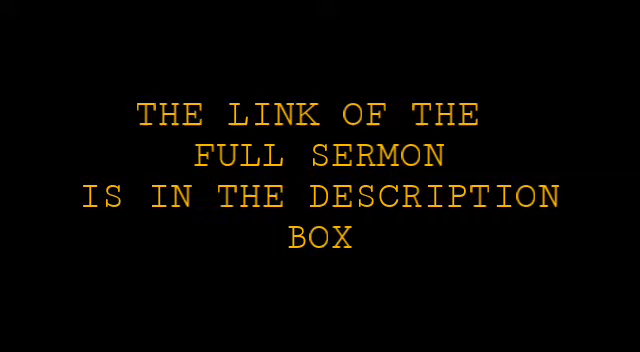 THE LINK OF THE
FULL SERMON
IS IN THE DESCRIPTION
BOX